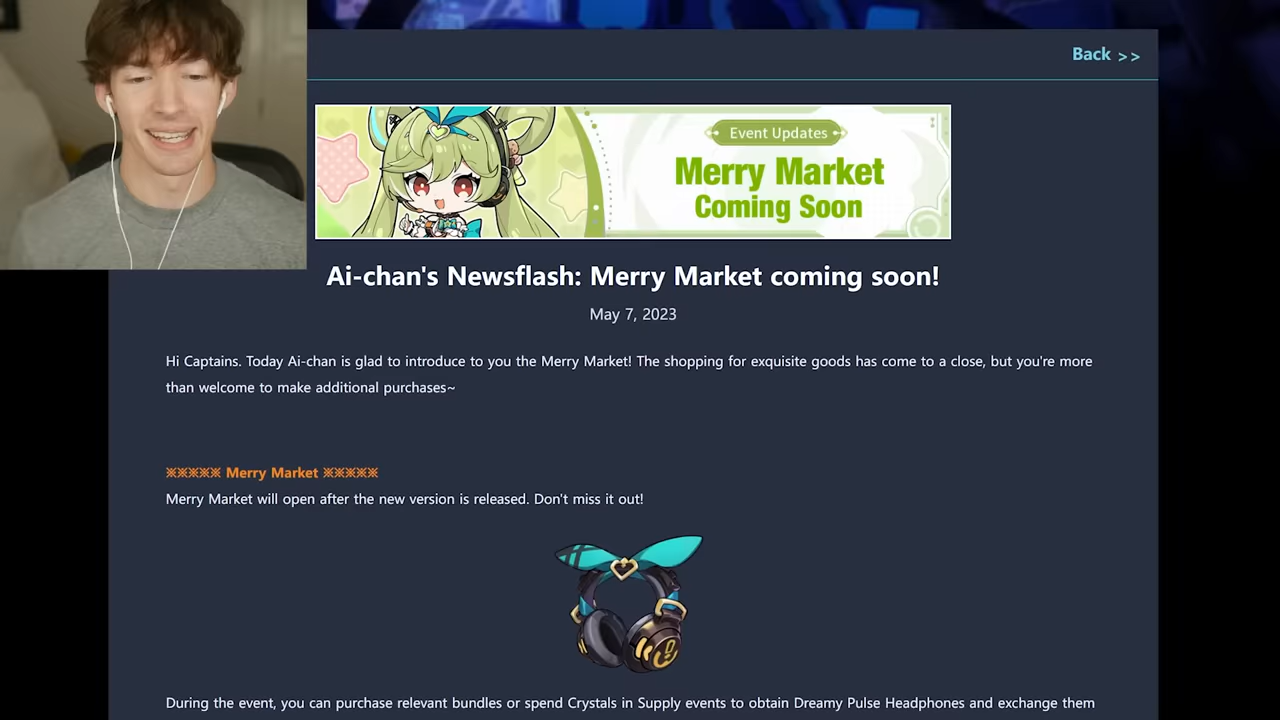 Back >>
Event Updates
Merry Market
Coming Soon
Ai-chan's Newsflash: Merry Market coming soon!
May 7, 2023
Hi Captains. Today Ai-chan is glad to introduce to you the Merry Market! The shopping for exquisite goods has come to a close, but you're more
than welcome to make additional purchases~
※※※※※ Merry Market ※※※※※
Merry Market will open after the new version is released. Don't miss it out!
During the event, you can purchase relevant bundles or spend Crystals in Supply events to obtain Dreamy Pulse Headphones and exchange them